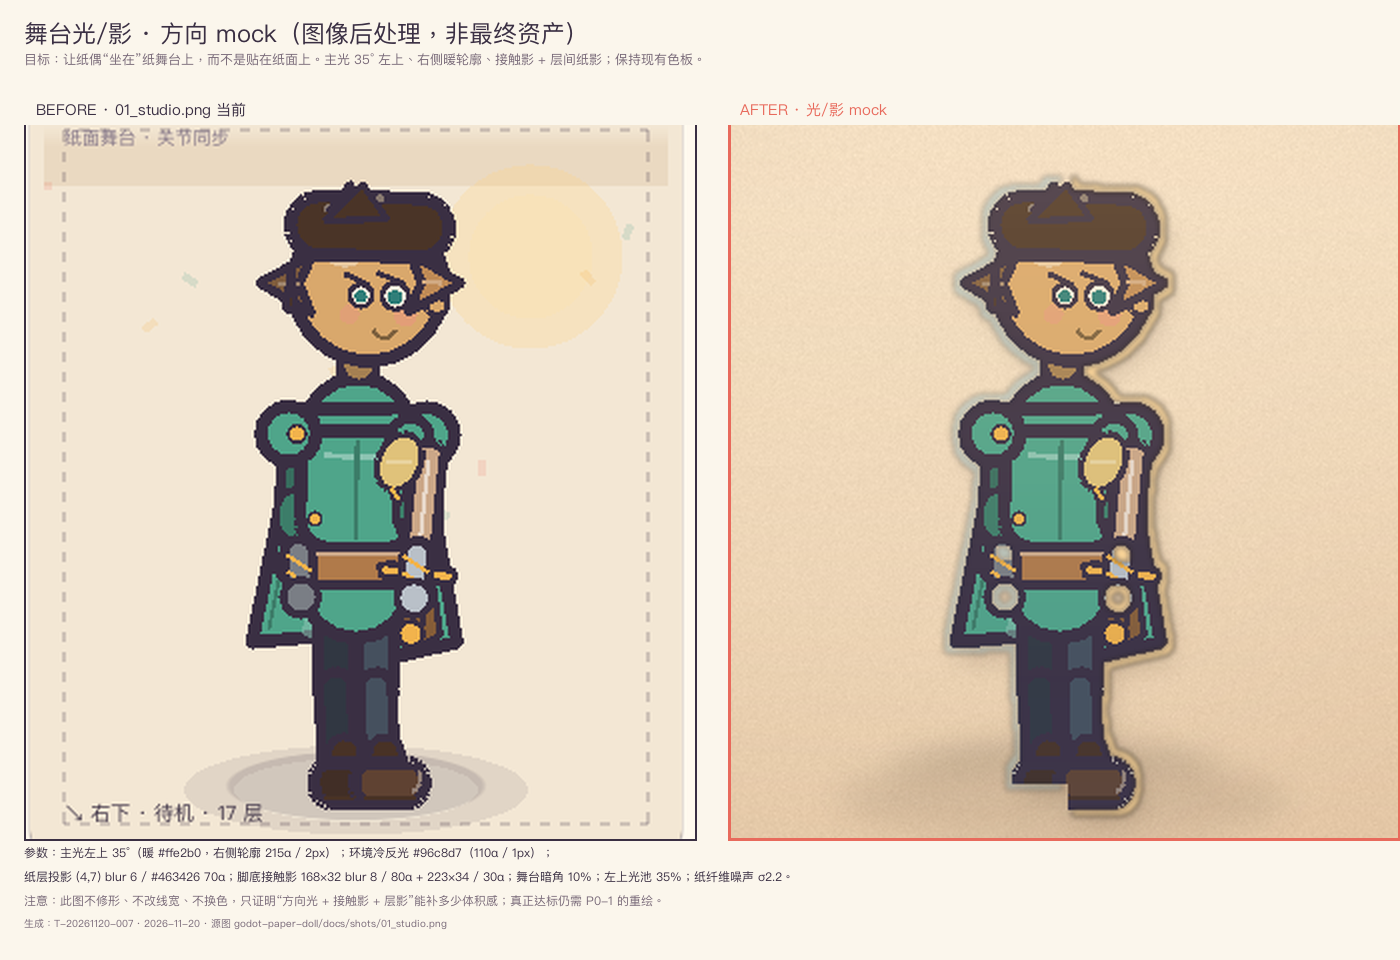 舞台光/影 · 方向 mock（图像后处理，非最终资产）
目标：让纸偶“坐在”纸舞台上，而不是贴在纸面上。主光 35° 左上、右侧暖轮廓、接触影 + 层间纸影；保持现有色板。
BEFORE · 01_studio.png 当前
AFTER · 光/影 mock
纸面舞台 · 关节同步
↘ 右下 · 待机 · 17 层
参数：主光左上 35°（暖 #ffe2b0，右侧轮廓 215α / 2px）；环境冷反光 #96c8d7（110α / 1px）；
纸层投影 (4,7) blur 6 / #463426 70α；脚底接触影 168×32 blur 8 / 80α + 223×34 / 30α；舞台暗角 10%；左上光池 35%；纸纤维噪声 σ2.2。
注意：此图不修形、不改线宽、不换色，只证明“方向光 + 接触影 + 层影”能补多少体积感；真正达标仍需 P0–1 的重绘。
生成：T-20261120-007 · 2026-11-20 · 源图 godot-paper-doll/docs/shots/01_studio.png